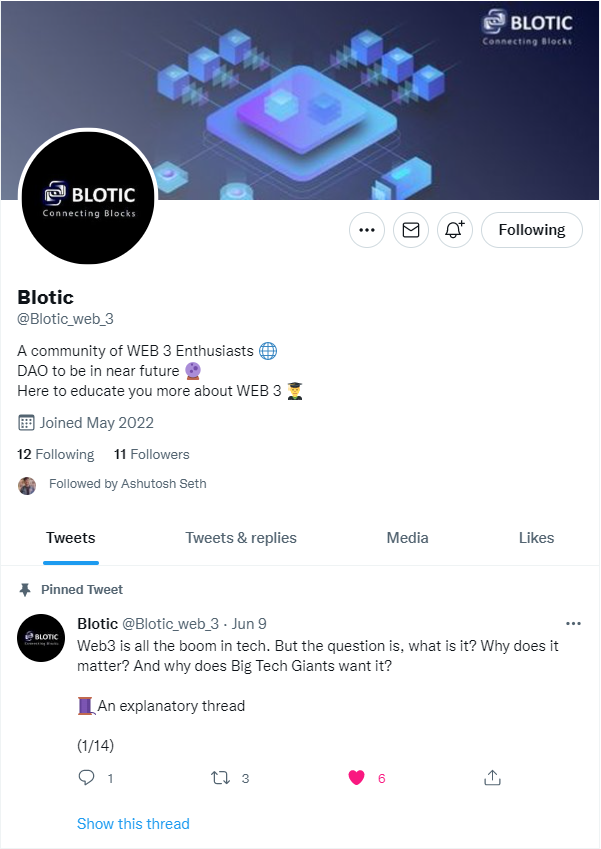 BLOTIC
Connecting Blocks
BLOTIC
Connecting Blocks
Following
Blotic
@Blotic_web_3
A community of WEB 3 Enthusiasts
DAO to be in near future
Here to educate you more about WEB 3
Joined May 2022
12 Following 11 Followers
Followed by Ashutosh Seth
Tweets Tweets & replies Media Likes
Pinned Tweet
BLOTIC
Connecting Blocks
Blotic @Blotic_web_3 · Jun 9
Web3 is all the boom in tech. But the question is, what is it? Why does it
matter? And why does Big Tech Giants want it?
An explanatory thread
(1/14)
1 3 6
Show this thread